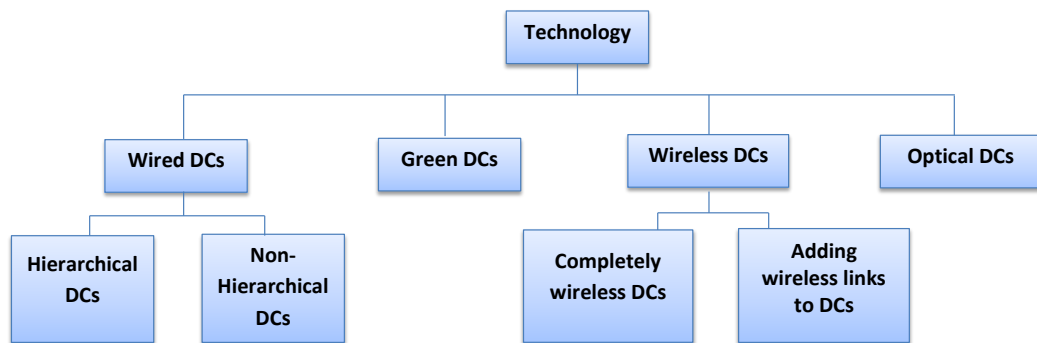 Technology
Wired DCs
Green DCs
Wireless DCs
Optical DCs
Hierarchical
DCs
Non-
Hierarchical
DCs
Completely
wireless DCs
Adding
wireless links
to DCs